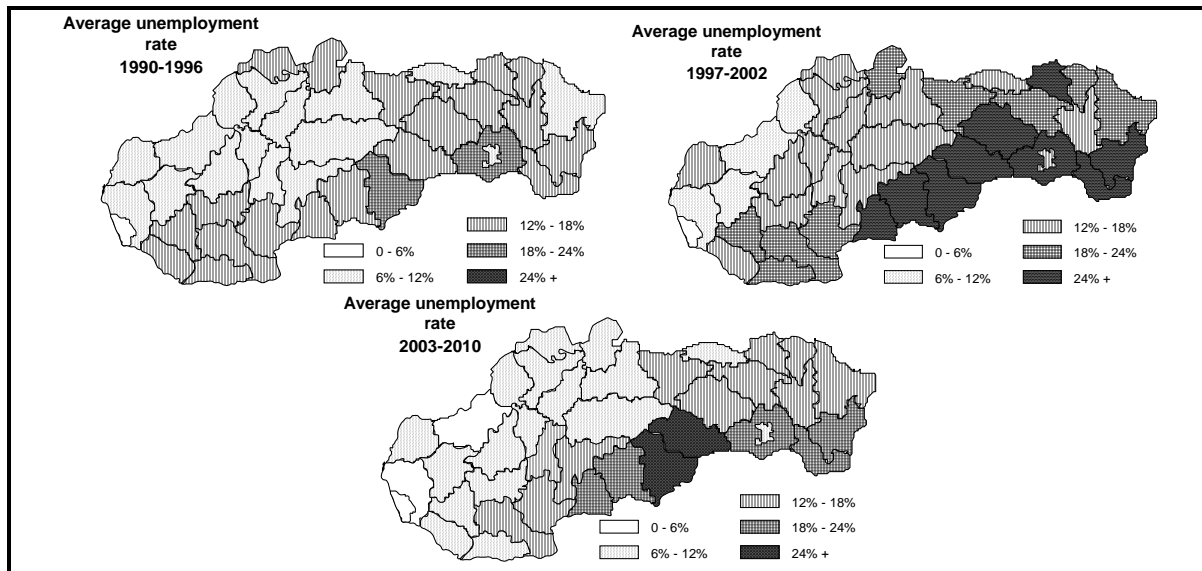 Average unemployment
rate
1990-1996
12% - 18%
0 - 6%
18% - 24%
6% - 12%
24% +
Average unemployment
rate
1997-2002
12% - 18%
0 - 6%
18% - 24%
6% - 12%
24% +
Average unemployment
rate
2003-2010
12% - 18%
0 - 6%
18% - 24%
6% - 12%
24% +